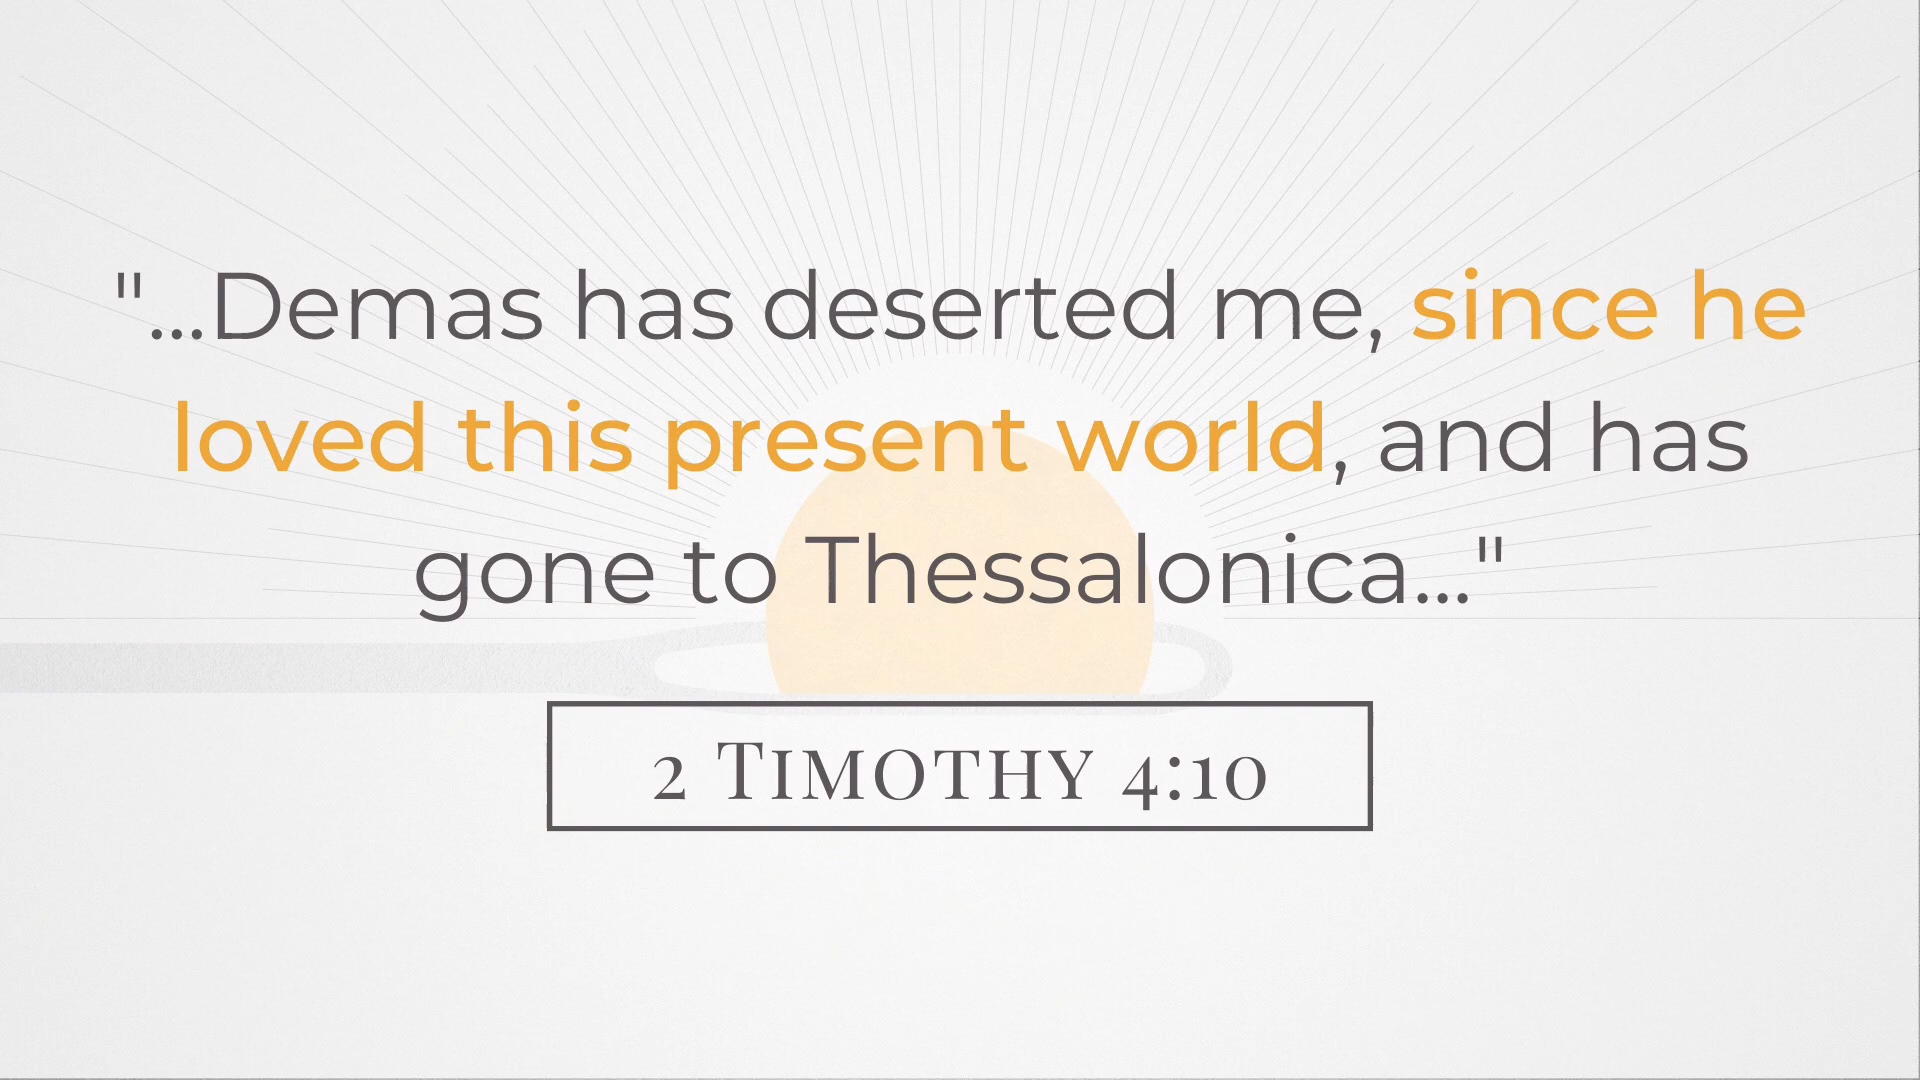 "...Demas has deserted me, since he
loved this present world, and has
gone to Thessalonica..."
2 Timothy 4:10